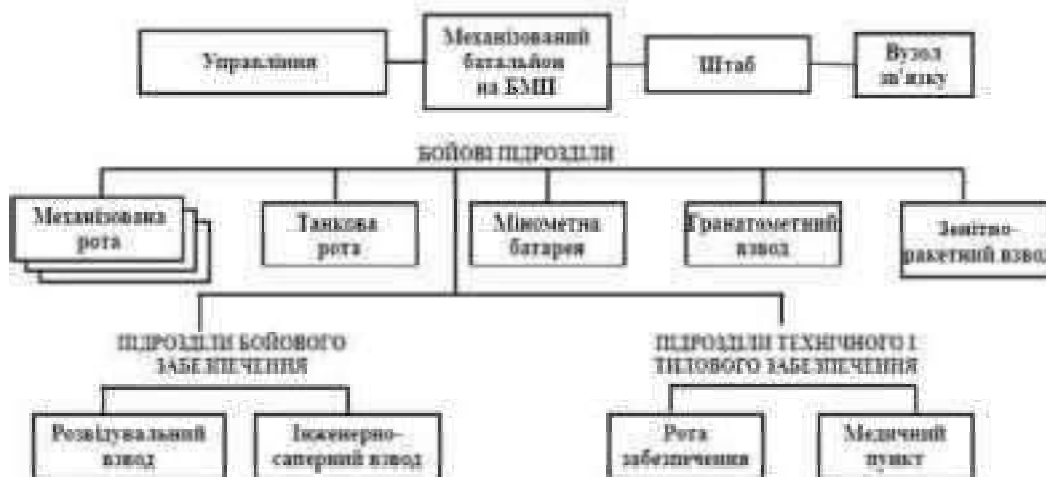 Управління
Механізований
батальйон
на БМП
Штаб
Вузол
зв'язку
БОЙОВІ ПІДРОЗДІЛИ
Механізована
рота
Танкова
рота
Мінометна
батарея
Гранатометний
взвод
Зенітно-
ракетний взвод
ПІДРОЗДІЛИ БОЙОВОГО
ЗАБЕЗПЕЧЕННЯ
ПІДРОЗДІЛИ ТЕХНІЧНОГО І
ТИЛОВОГО ЗАБЕЗПЕЧЕННЯ
Розвідувальний
взвод
Інженерно-
саперний взвод
Рота
забезпечення
Медичний
пункт